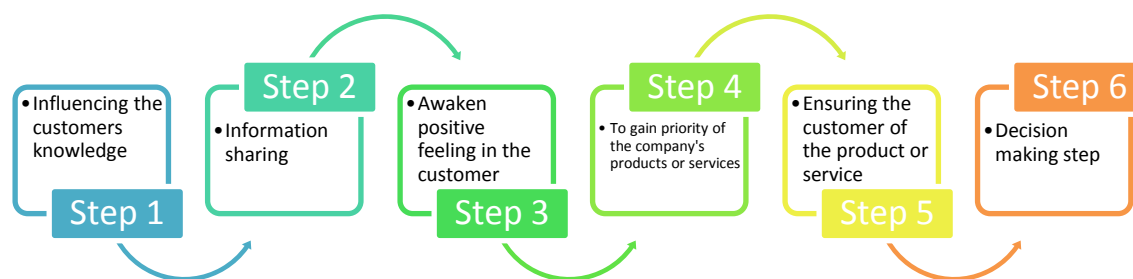 •Influencing the
customers
knowledge
Step 1
Step 2
•Information
sharing
•Awaken
positive
feeling in the
customer
Step 3
Step 4
•To gain priority of
the company's
products or services
•Ensuring the
customer of
the product or
service
Step 5
Step 6
•Decision
making step